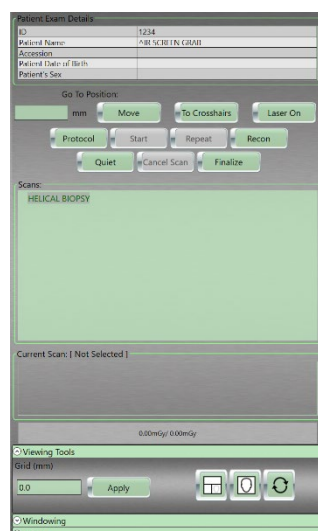 Patient Exam Details
ID 1234
Patient Name ^IR SCREEN GRAB
Accession
Patient Date of Birth
Patient's Sex
Go To Position:
mm Move To Crosshairs Laser On
Protocol Start Repeat Recon
Quiet Cancel Scan Finalize
Scans:
HELICAL BIOPSY
Current Scan: [ Not Selected ]
0.00mGy/ 0.00mGy
Viewing Tools
Grid (mm)
0.0 Apply
Windowing